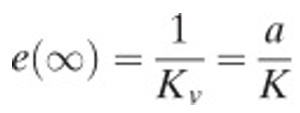 e(∞) = 1/K_v = a/K